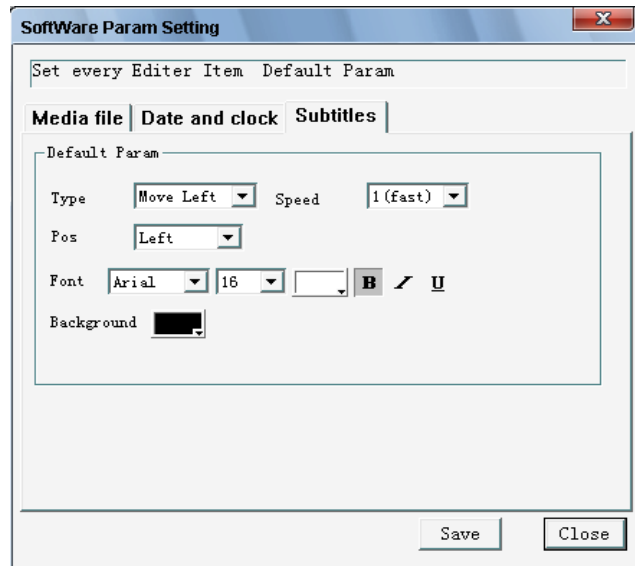 SoftWare Param Setting
Set every Editer Item Default Param
Media file Date and clock Subtitles
Default Param
Type Move Left Speed 1(fast)
Pos Left
Font Arial 16 B I U
Background
Save Close